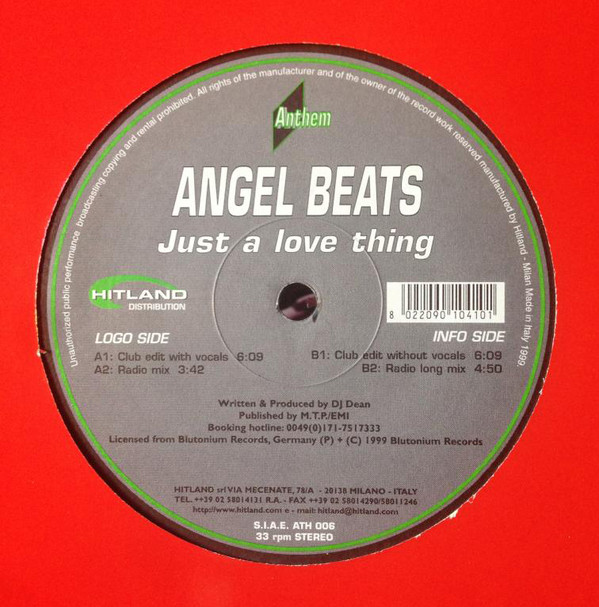 Unauthorized public performance broadcasting copying and rental prohibited. All rights of the manufacturer and of the owner of the record work reserved manufactured by Hitland - Milan Made in Italy 1999
Anthem
ANGEL BEATS
Just a love thing
HITLAND
DISTRIBUTION
8 022090 104101
LOGO SIDE
A1: Club edit with vocals 6:09
A2: Radio mix 3:42
INFO SIDE
B1: Club edit without vocals 6:09
B2: Radio long mix 4:50
Written & Produced by DJ Dean
Published by M.T.P./EMI
Booking hotline: 0049(0)171-7517333
Licensed from Blutonium Records, Germany (P) + (C) 1999 Blutonium Records
HITLAND srl VIA MECENATE, 78/A - 20138 MILANO - ITALY
TEL. ++39 02 58014131 R.A. - FAX ++39 02 58014290/58011246
http://www.hitland.com e - mail: hitland@hitland.com
S.I.A.E. ATH 006
33 rpm STEREO